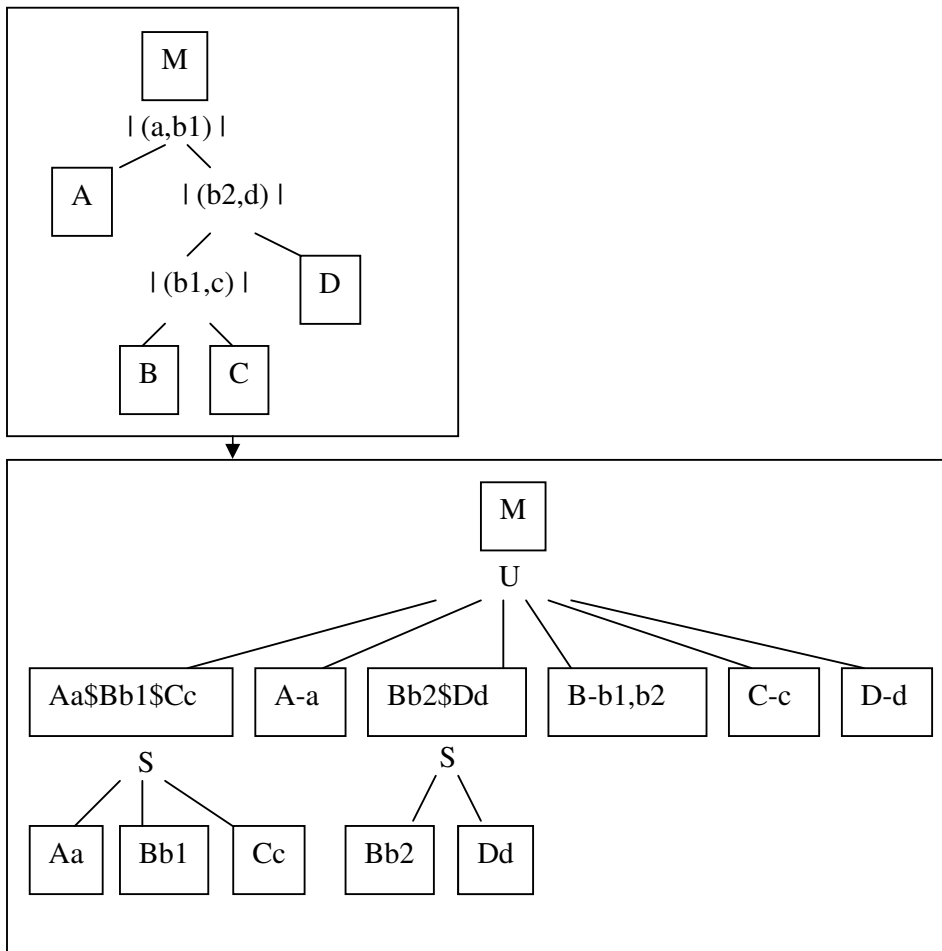 M
| (a,b1) |
A
| (b2,d) |
| (b1,c) |
D
B C
M
U
Aa$Bb1$Cc A-a Bb2$Dd B-b1,b2 C-c D-d
S S
Aa Bb1 Cc Bb2 Dd